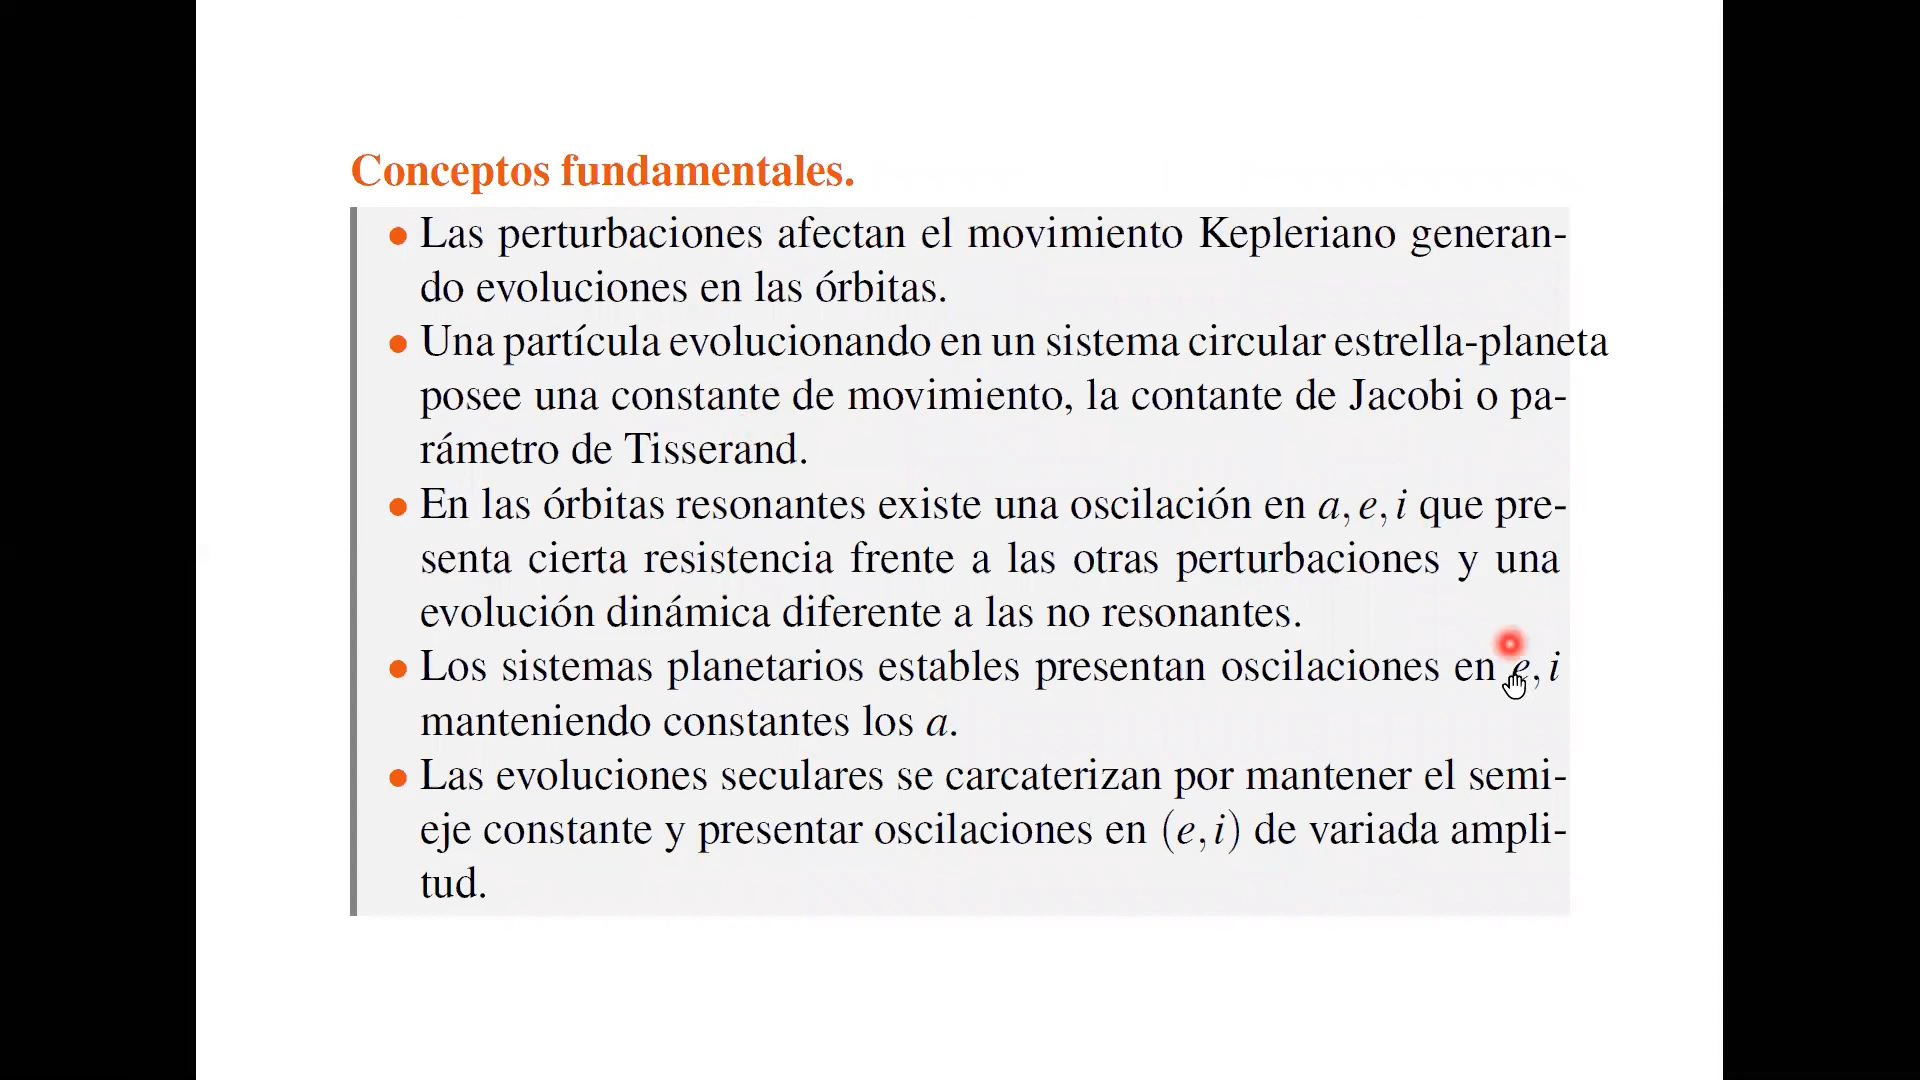 Conceptos fundamentales.
● Las perturbaciones afectan el movimiento Kepleriano generan-
do evoluciones en las órbitas.
● Una partícula evolucionando en un sistema circular estrella-planeta
posee una constante de movimiento, la contante de Jacobi o pa-
rámetro de Tisserand.
● En las órbitas resonantes existe una oscilación en a, e, i que pre-
senta cierta resistencia frente a las otras perturbaciones y una
evolución dinámica diferente a las no resonantes.
● Los sistemas planetarios estables presentan oscilaciones en e, i
manteniendo constantes los a.
● Las evoluciones seculares se carcaterizan por mantener el semi-
eje constante y presentar oscilaciones en (e, i) de variada ampli-
tud.